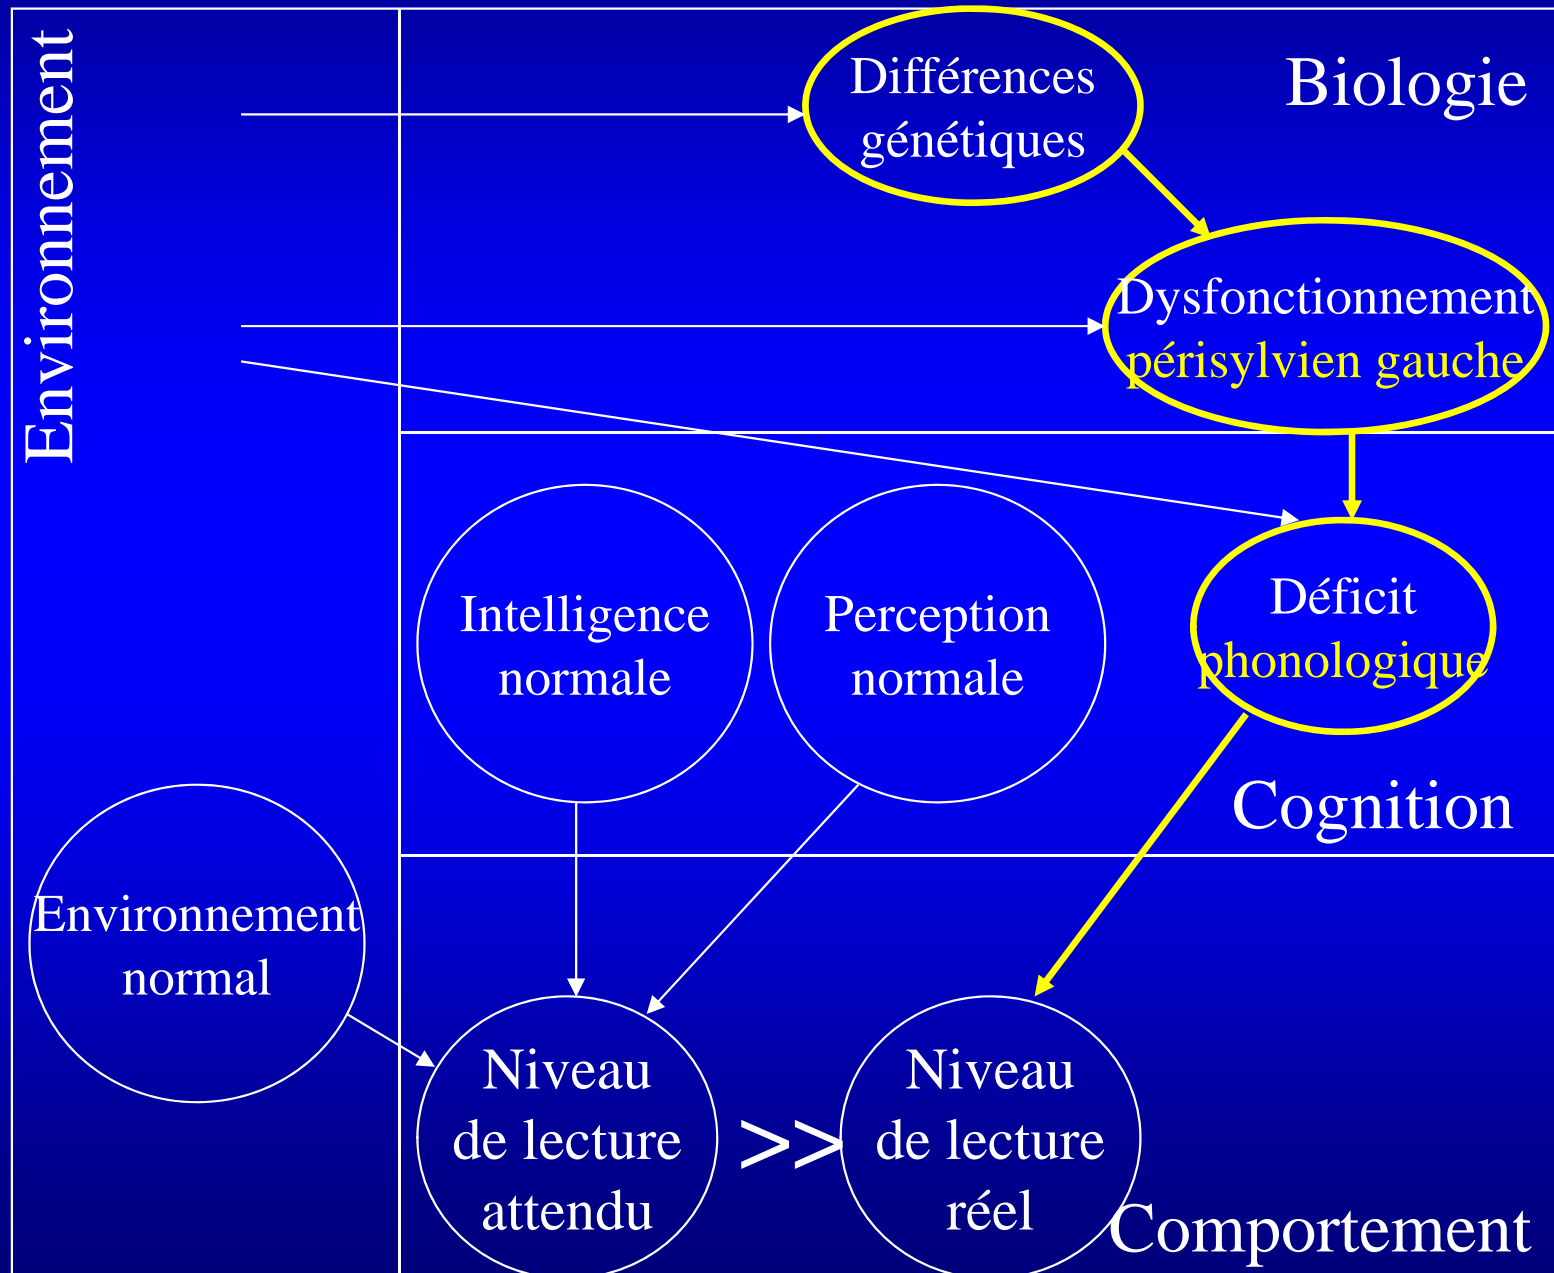 Environnement
Différences
génétiques
Biologie
Dysfonctionnement
périsylvien gauche
Intelligence
normale
Perception
normale
Déficit
phonologique
Cognition
Environnement
normal
Niveau
de lecture
attendu
>>
Niveau
de lecture
réel
Comportement